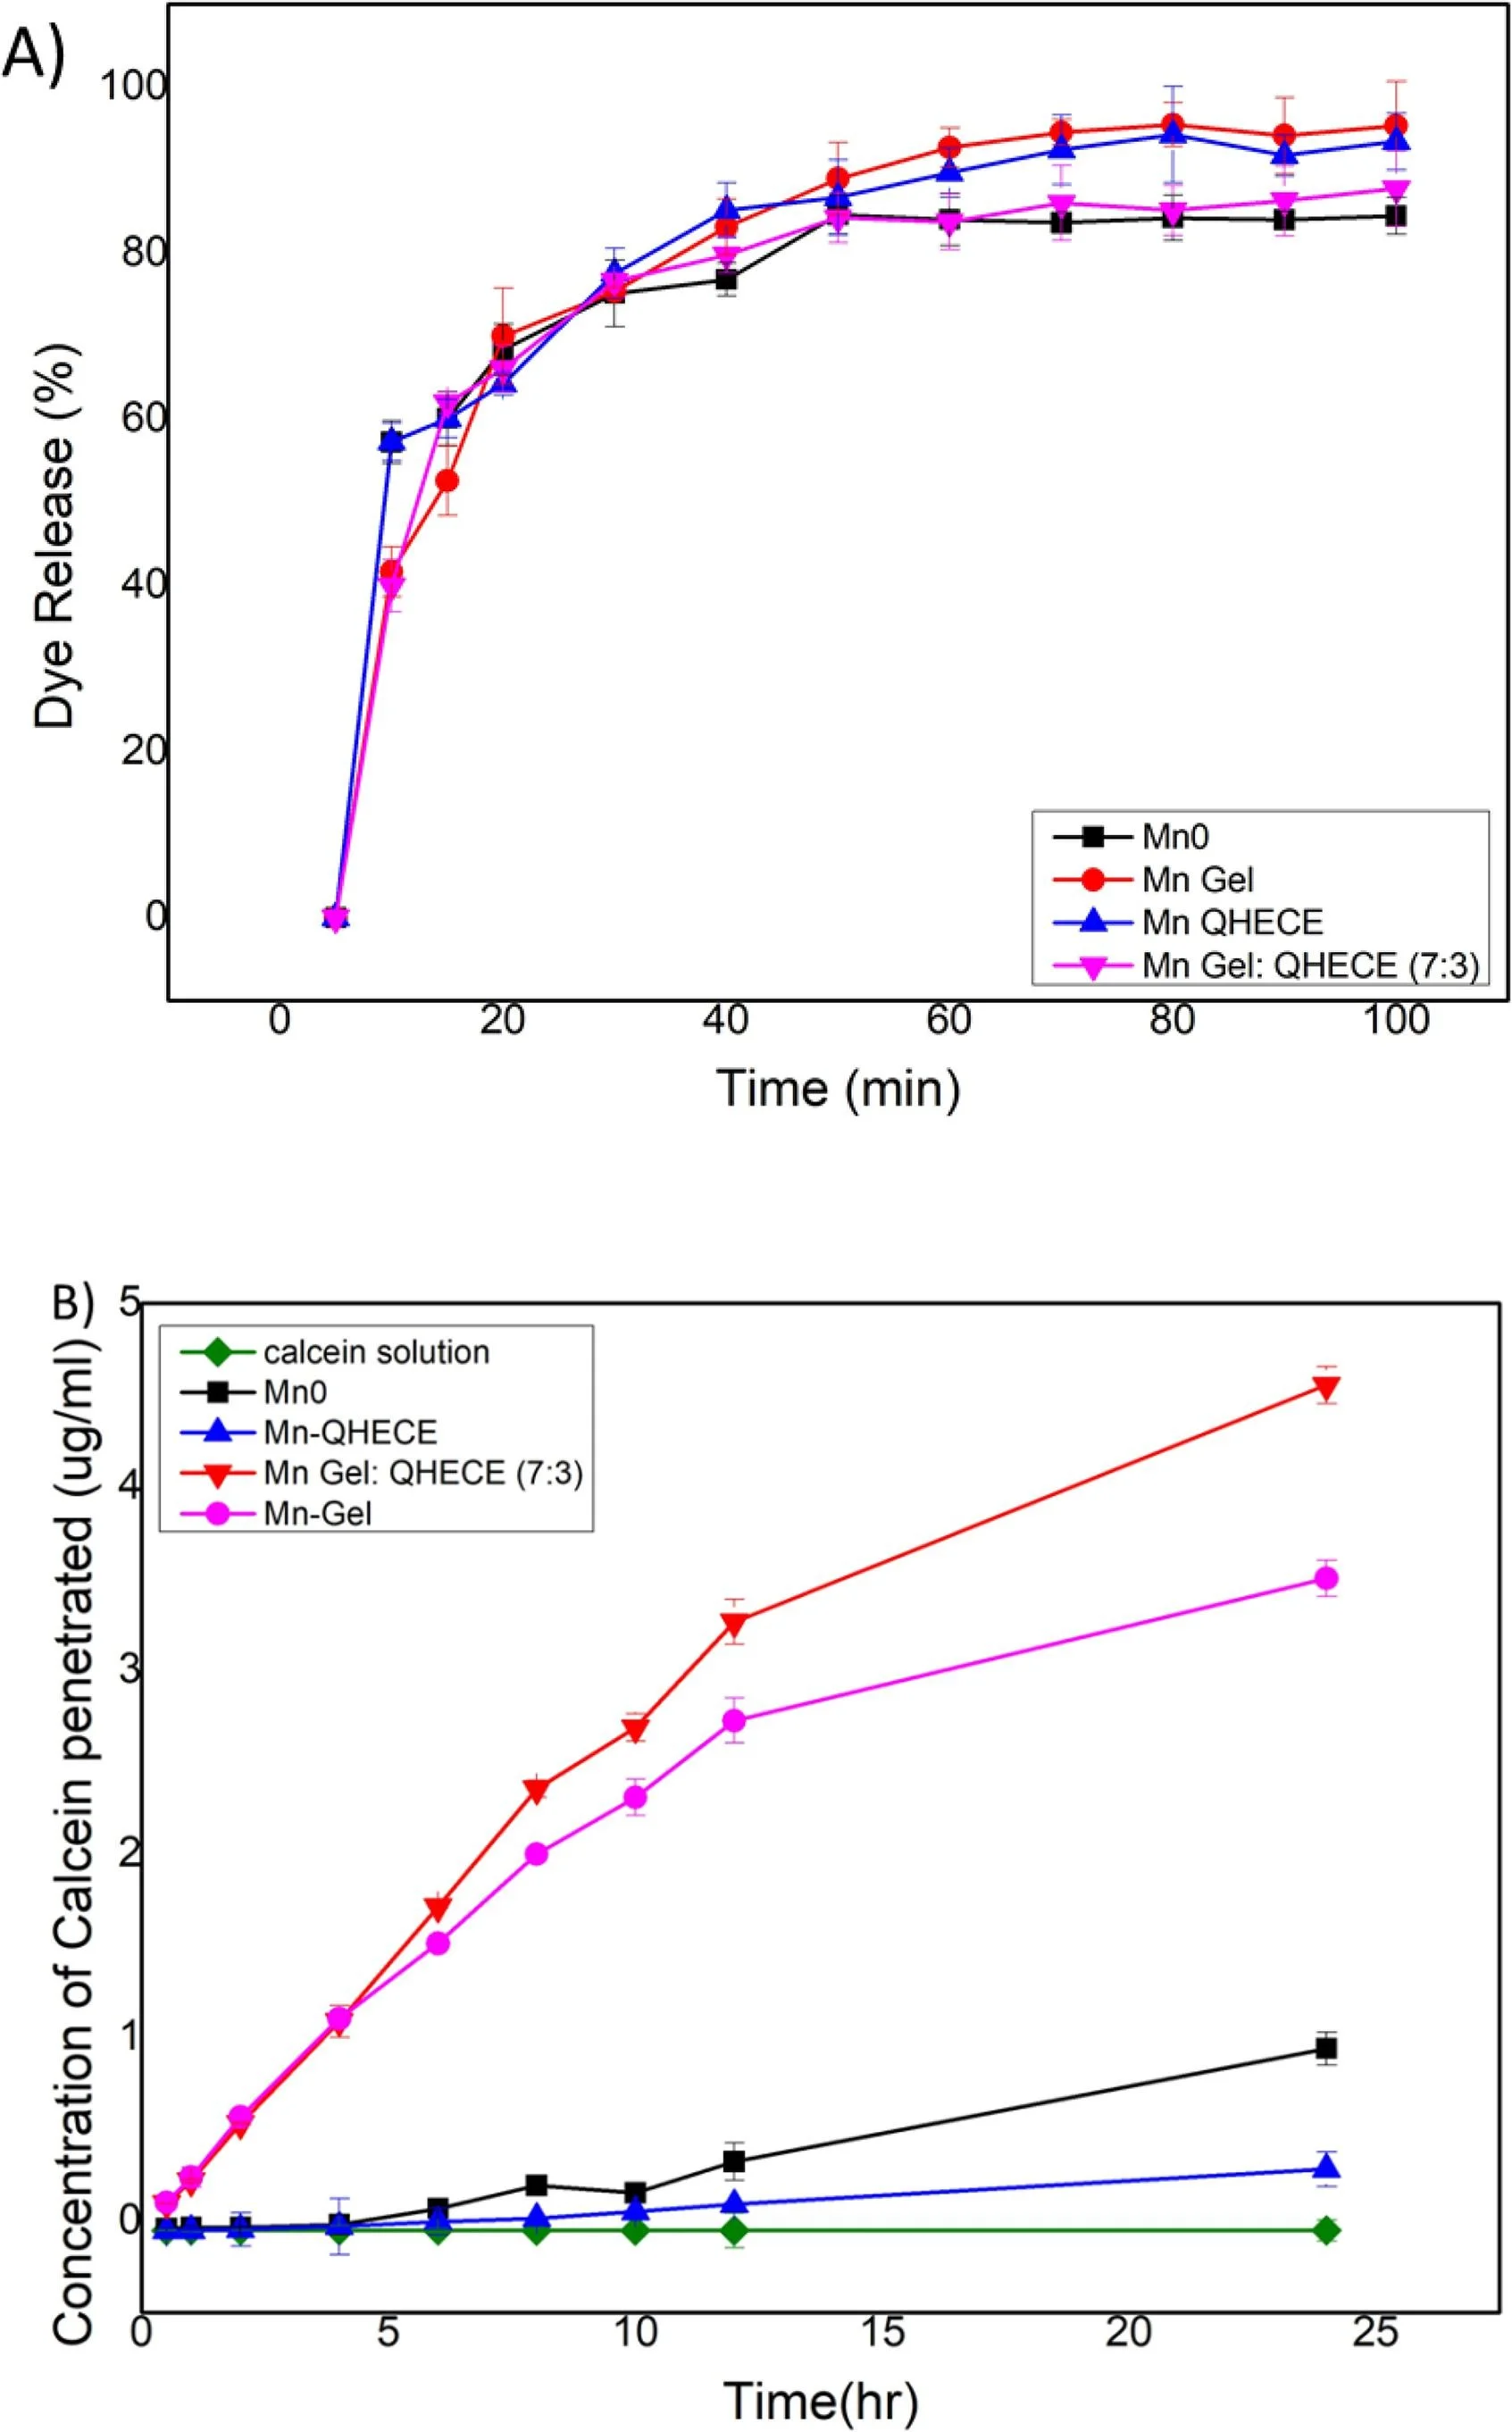 A)
100
80
60
40
20
0
Dye Release (%)
Mn0
Mn Gel
Mn QHECE
Mn Gel: QHECE (7:3)
0 20 40 60 80 100
Time (min)
B)
5
4
3
2
1
0
Concentration of Calcein penetrated (ug/ml)
calcein solution
Mn0
Mn-QHECE
Mn Gel: QHECE (7:3)
Mn-Gel
0 5 10 15 20 25
Time(hr)